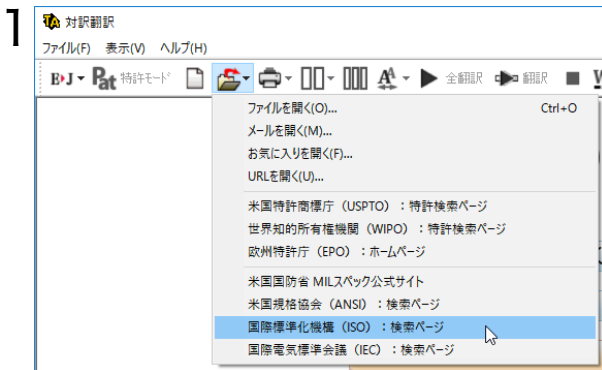 1
対訳翻訳
ファイル(F) 表示(V) ヘルプ(H)
E▸J Pat 特許モード 全翻訳 翻訳
ファイルを開く(O)... Ctrl+O
メールを開く(M)...
お気に入りを開く(F)...
URLを開く(U)...
米国特許商標庁（USPTO）：特許検索ページ
世界知的所有権機関（WIPO）：特許検索ページ
欧州特許庁（EPO）：ホームページ
米国国防省 MILスペック公式サイト
米国規格協会（ANSI）：検索ページ
国際標準化機構（ISO）：検索ページ
国際電気標準会議（IEC）：検索ページ